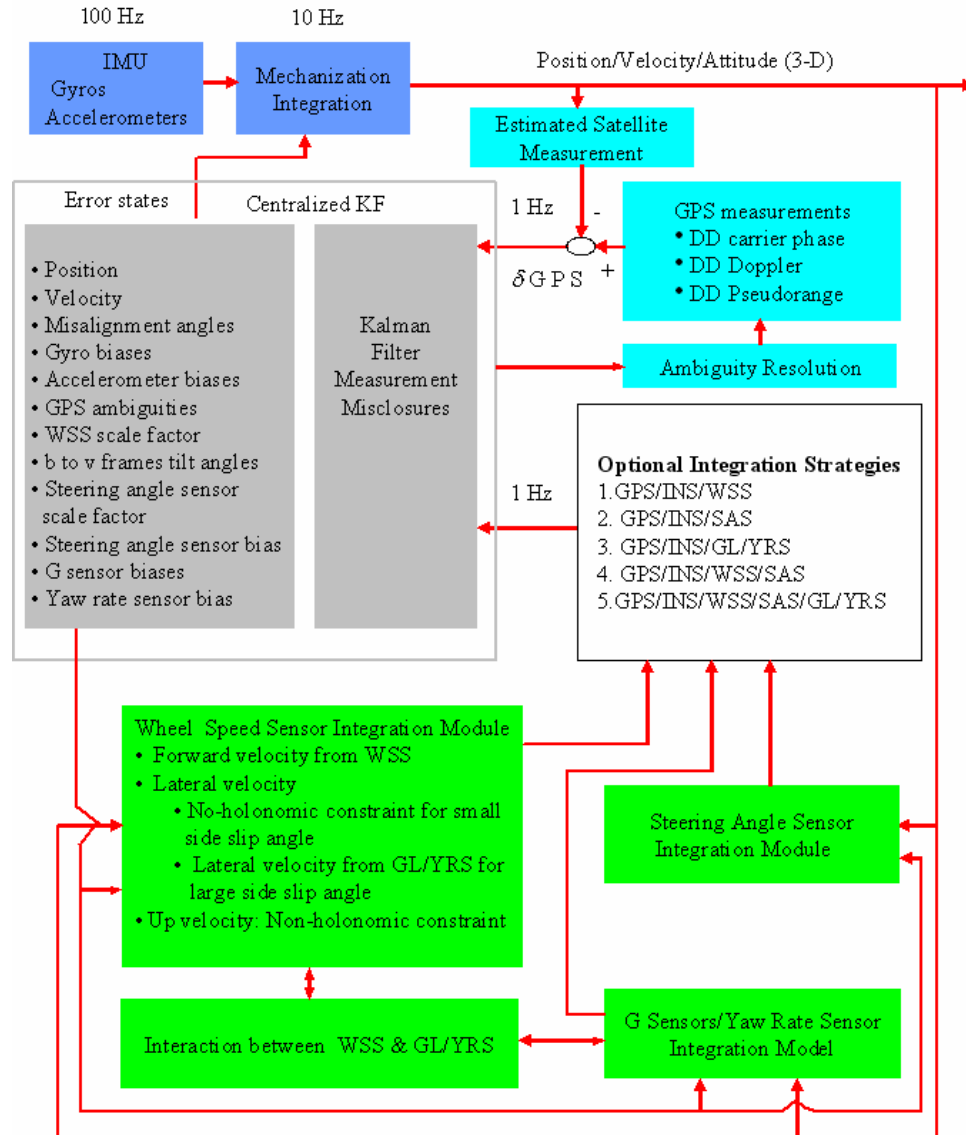 100 Hz
10 Hz
IMU
Gyros
Accelerometers
Mechanization
Integration
Position/Velocity/Attitude (3-D)
Estimated Satellite
Measurement
Error states
Centralized KF
1 Hz
-
+
δ G P S
GPS measurements
• DD carrier phase
• DD Doppler
• DD Pseudorange
Ambiguity Resolution
• Position
• Velocity
• Misalignment angles
• Gyro biases
• Accelerometer biases
• GPS ambiguities
• WSS scale factor
• b to v frames tilt angles
• Steering angle sensor
scale factor
• Steering angle sensor bias
• G sensor biases
• Yaw rate sensor bias
Kalman
Filter
Measurement
Misclosures
1 Hz
Optional Integration Strategies
1.GPS/INS/WSS
2. GPS/INS/SAS
3. GPS/INS/GL/YRS
4. GPS/INS/WSS/SAS
5.GPS/INS/WSS/SAS/GL/YRS
Wheel Speed Sensor Integration Module
• Forward velocity from WSS
• Lateral velocity
• No-holonomic constraint for small
side slip angle
• Lateral velocity from GL/YRS for
large side slip angle
• Up velocity: Non-holonomic constraint
Steering Angle Sensor
Integration Module
Interaction between WSS & GL/YRS
G Sensors/Yaw Rate Sensor
Integration Model